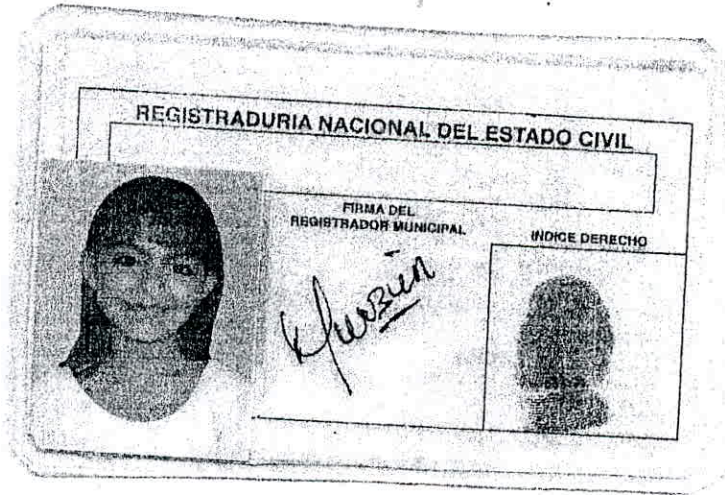 REGISTRADURIA NACIONAL DEL ESTADO CIVIL
FIRMA DEL
REGISTRADOR MUNICIPAL
INDICE DERECHO